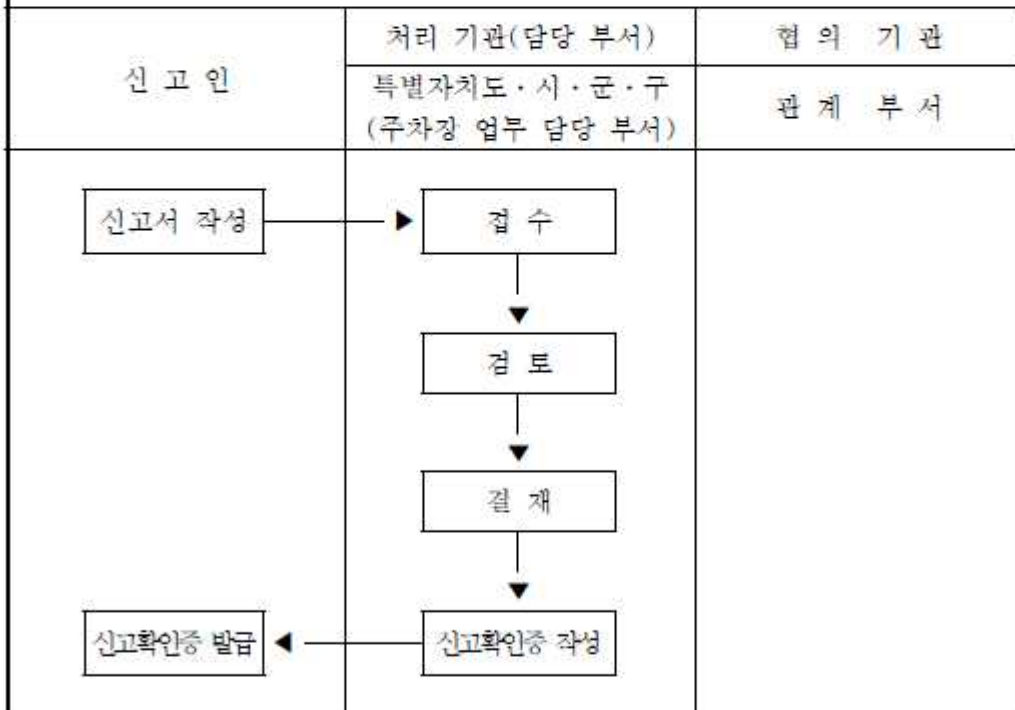 신 고 인
처리 기관(담당 부서)
협 의 기 관
특별자치도·시·군·구
(주차장 업무 담당 부서)
관 계 부 서
신고서 작성
접 수
검 토
결 재
신고확인증 발급
신고확인증 작성